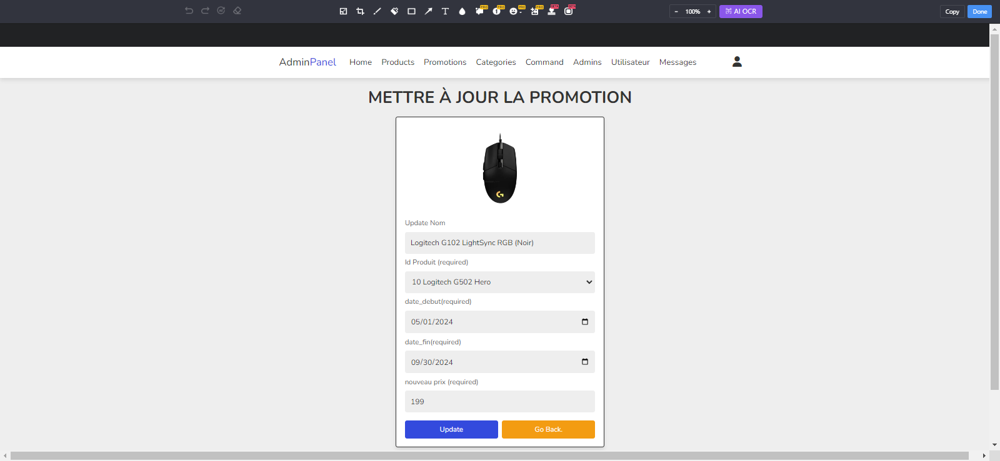 100%
AI OCR
Copy
Done
AdminPanel Home Products Promotions Categories Command Admins Utilisateur Messages
METTRE À JOUR LA PROMOTION
Update Nom
Logitech G102 LightSync RGB (Noir)
Id Produit (required)
10 Logitech G502 Hero
date_debut(required)
05/01/2024
date_fin(required)
09/30/2024
nouveau prix (required)
199
Update Go Back.